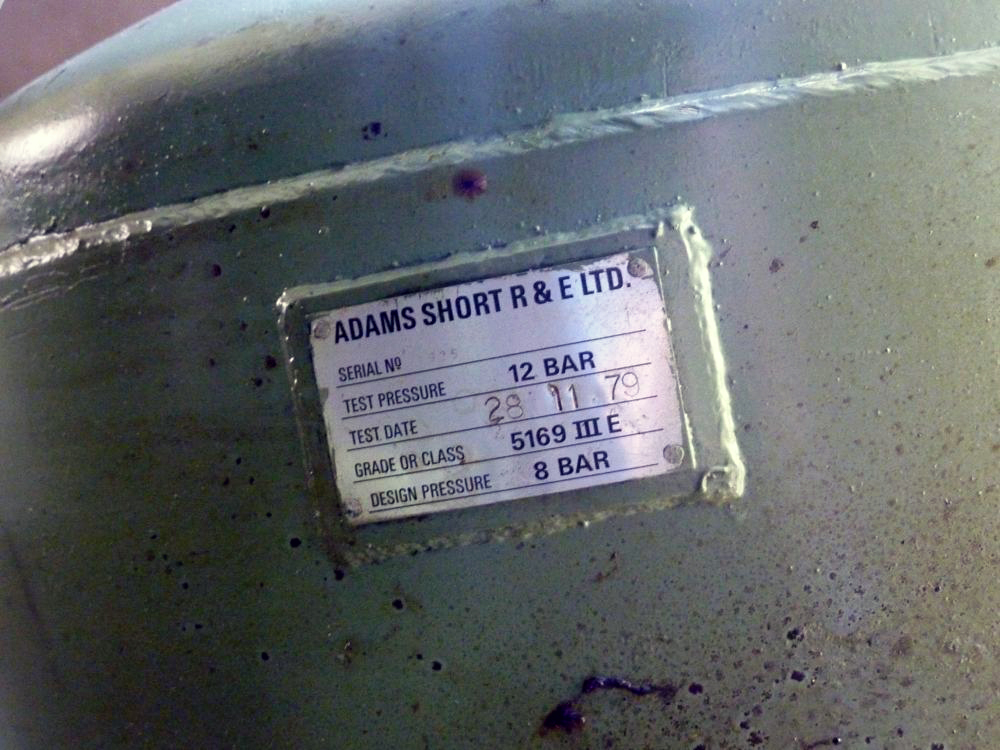 ADAMS SHORT R & E LTD.
SERIAL Nº
TEST PRESSURE 12 BAR
TEST DATE 28 11 79
GRADE OR CLASS 5169 III E
DESIGN PRESSURE 8 BAR